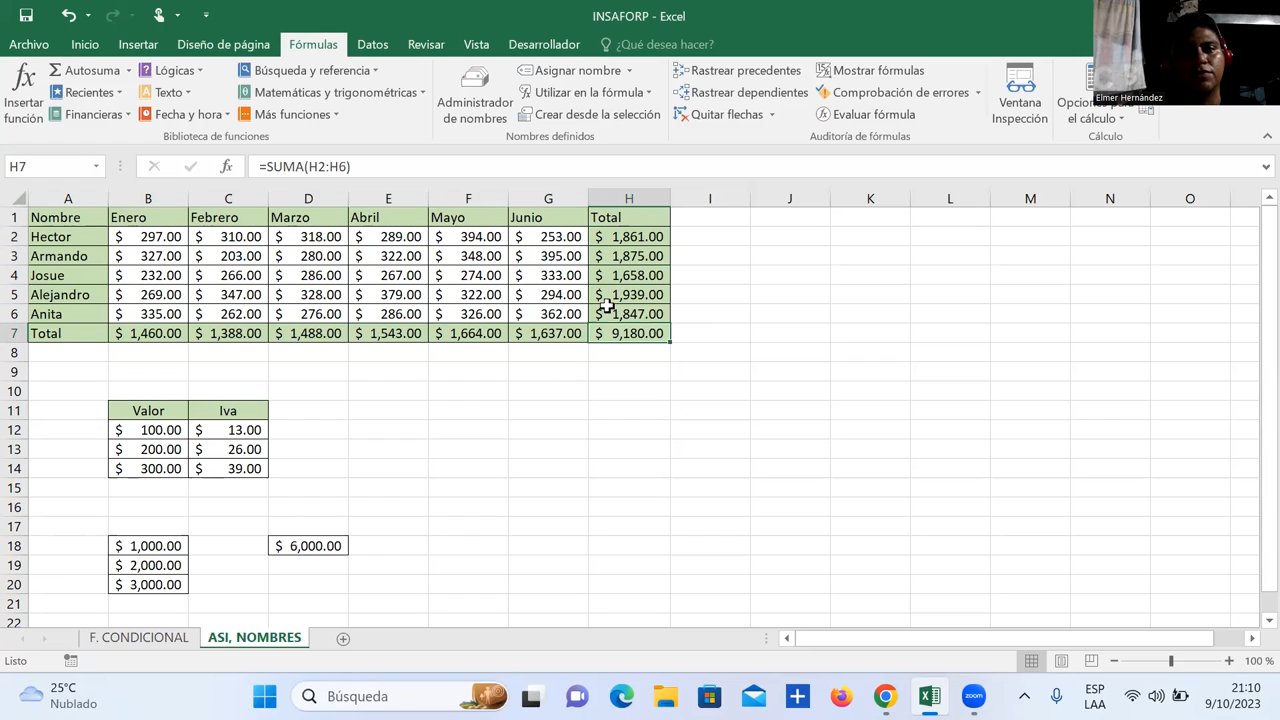 INSAFORP - Excel
Archivo Inicio Insertar Diseño de página Fórmulas Datos Revisar Vista Desarrollador ¿Qué desea hacer?
Elmer Hernández
fx Insertar función
Autosuma
Recientes
Financieras
Lógicas
Texto
Fecha y hora
Búsqueda y referencia
Matemáticas y trigonométricas
Más funciones
Biblioteca de funciones
Administrador de nombres
Asignar nombre
Utilizar en la fórmula
Crear desde la selección
Nombres definidos
Rastrear precedentes
Rastrear dependientes
Quitar flechas
Mostrar fórmulas
Comprobación de errores
Evaluar fórmula
Auditoría de fórmulas
Ventana Inspección
Opciones para el cálculo
Cálculo
H7 fx =SUMA(H2:H6)
A B C D E F G H I J K L M N O
1 Nombre Enero Febrero Marzo Abril Mayo Junio Total
2 Hector $ 297.00 $ 310.00 $ 318.00 $ 289.00 $ 394.00 $ 253.00 $ 1,861.00
3 Armando $ 327.00 $ 203.00 $ 280.00 $ 322.00 $ 348.00 $ 395.00 $ 1,875.00
4 Josue $ 232.00 $ 266.00 $ 286.00 $ 267.00 $ 274.00 $ 333.00 $ 1,658.00
5 Alejandro $ 269.00 $ 347.00 $ 328.00 $ 379.00 $ 322.00 $ 294.00 $ 1,939.00
6 Anita $ 335.00 $ 262.00 $ 276.00 $ 286.00 $ 326.00 $ 362.00 $ 1,847.00
7 Total $ 1,460.00 $ 1,388.00 $ 1,488.00 $ 1,543.00 $ 1,664.00 $ 1,637.00 $ 9,180.00
8
9
10
11 Valor Iva
12 $ 100.00 $ 13.00
13 $ 200.00 $ 26.00
14 $ 300.00 $ 39.00
15
16
17
18 $ 1,000.00 $ 6,000.00
19 $ 2,000.00
20 $ 3,000.00
21
22
F. CONDICIONAL ASI, NOMBRES
Listo 100 %
25°C
Nublado
Búsqueda
zoom
ESP
LAA
21:10
9/10/2023